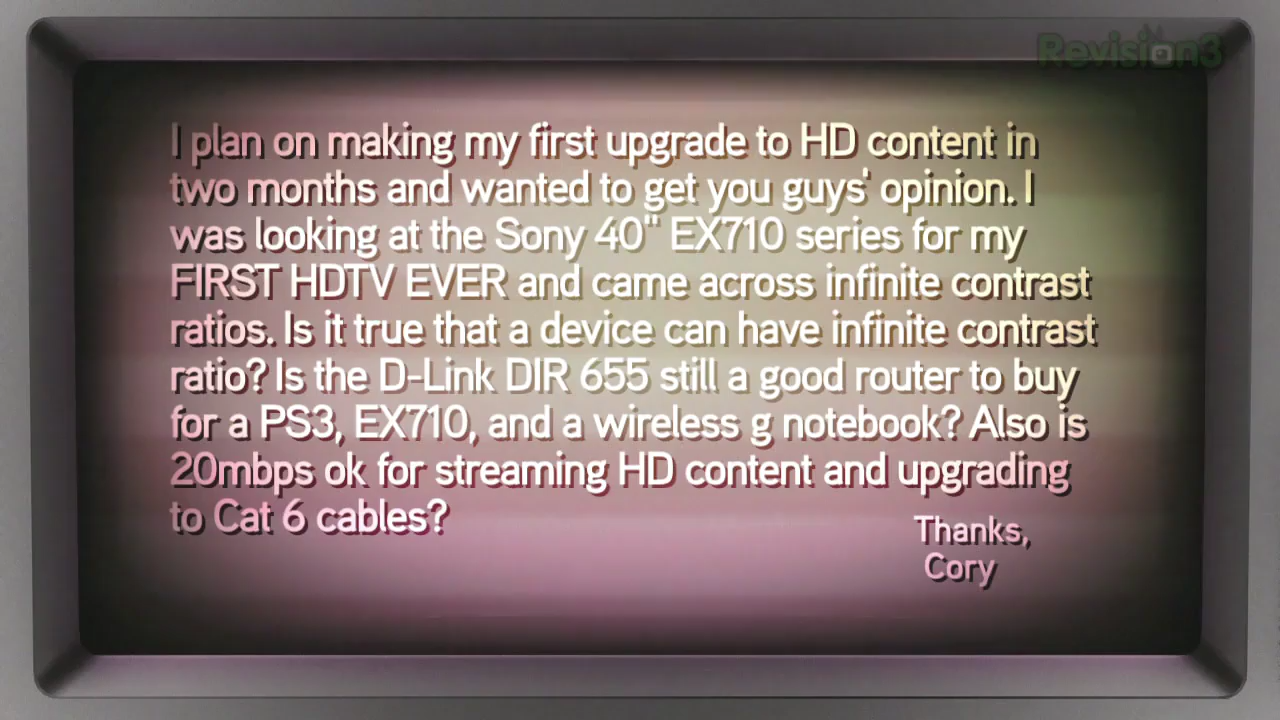 Revision3
I plan on making my first upgrade to HD content in
two months and wanted to get you guys' opinion. I
was looking at the Sony 40" EX710 series for my
FIRST HDTV EVER and came across infinite contrast
ratios. Is it true that a device can have infinite contrast
ratio? Is the D-Link DIR 655 still a good router to buy
for a PS3, EX710, and a wireless g notebook? Also is
20mbps ok for streaming HD content and upgrading
to Cat 6 cables?
Thanks,
Cory